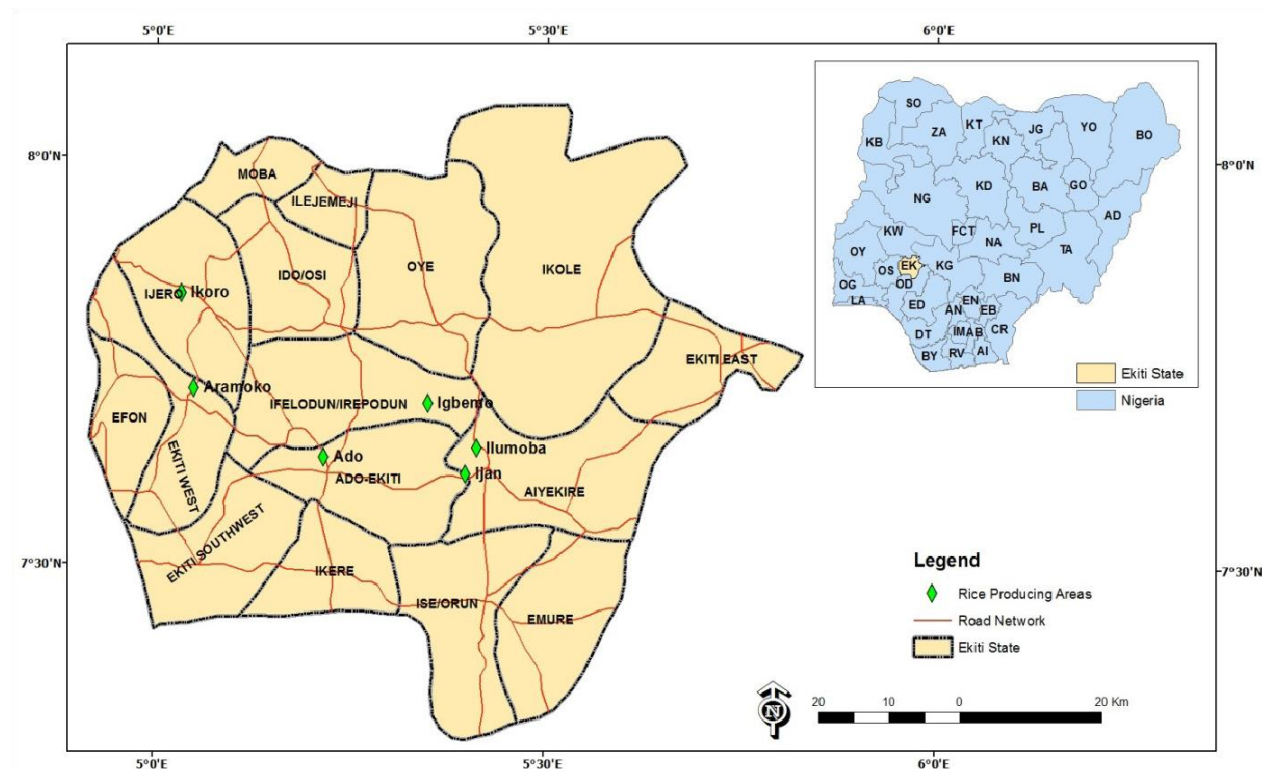 5°0'E
5°30'E
6°0'E
8°0'N
8°0'N
7°30'N
7°30'N
5°0'E
5°30'E
6°0'E
MOBA
ILEJEMEJI
OYE
IKOLE
IDO/OSI
IJERO
Ikoro
EKITI EAST
Aramoko
EFON
IFELODUN/IREPODUN
Igbemo
Ilumoba
Ado
ADO-EKITI
Ijan
EKITI WEST
AIYEKIRE
EKITI SOUTHWEST
IKERE
ISE/ORUN
EMURE
SO
ZA
KT
KN
JG
YO
BO
KB
NG
KD
BA
GO
AD
KW
FCT
PL
NA
TA
OY
OS
EK
KG
BN
OG
OD
LA
ED
AN
EN
EB
DT
IM
AB
CR
BY
RV
AI
Ekiti State
Nigeria
Legend
Rice Producing Areas
Road Network
Ekiti State
N
20 10 0 20 Km